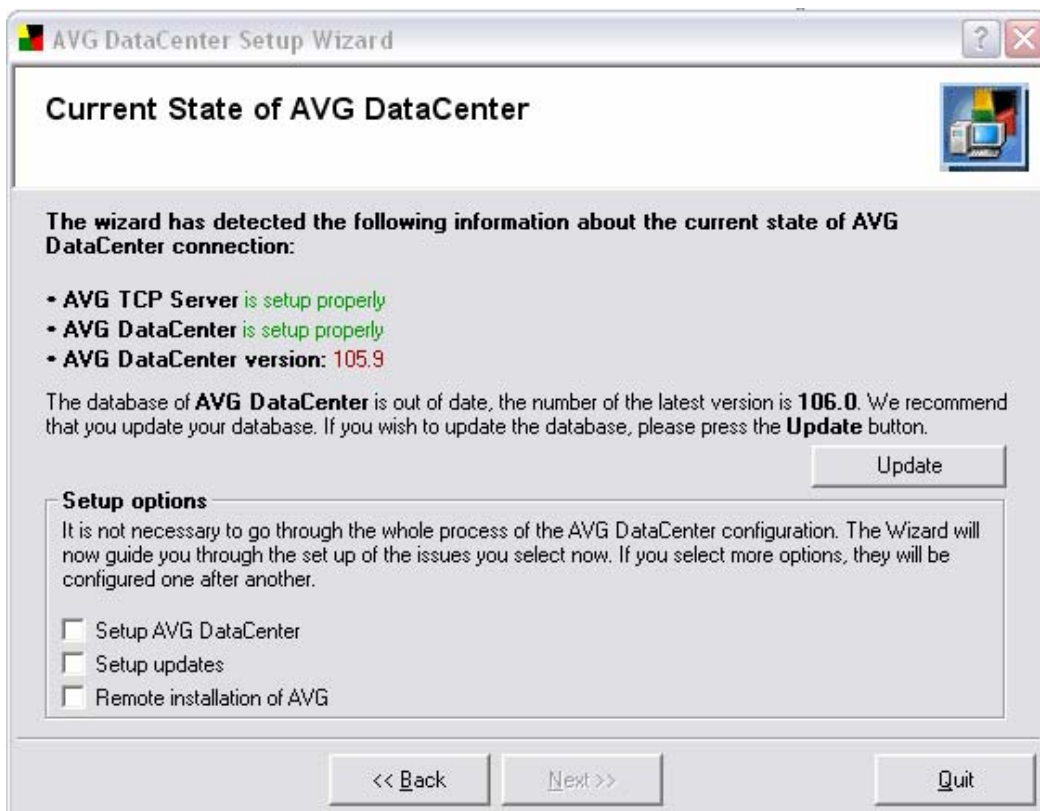 AVG DataCenter Setup Wizard
Current State of AVG DataCenter
The wizard has detected the following information about the current state of AVG
DataCenter connection:
• AVG TCP Server is setup properly
• AVG DataCenter is setup properly
• AVG DataCenter version: 105.9
The database of AVG DataCenter is out of date, the number of the latest version is 106.0. We recommend
that you update your database. If you wish to update the database, please press the Update button.
Update
Setup options
It is not necessary to go through the whole process of the AVG DataCenter configuration. The Wizard will
now guide you through the set up of the issues you select now. If you select more options, they will be
configured one after another.
Setup AVG DataCenter
Setup updates
Remote installation of AVG
<< Back
Next >>
Quit